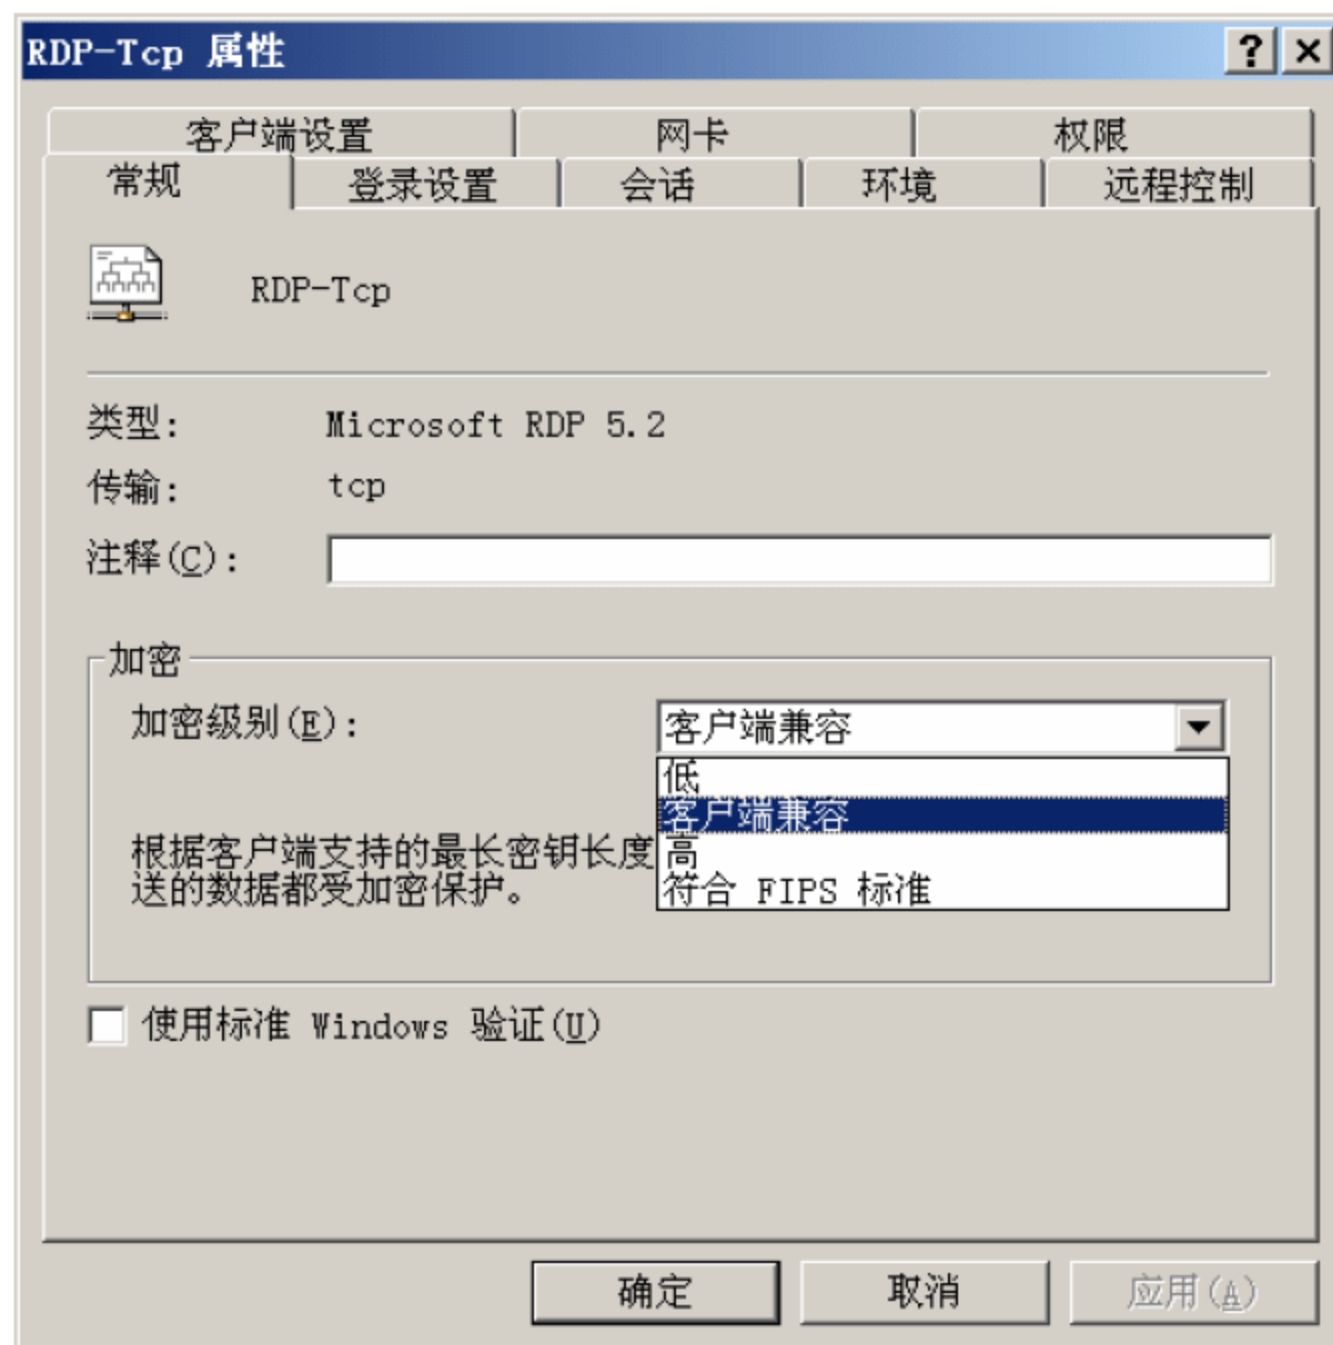 RDP-Tcp 属性
客户端设置 网卡 权限
常规 登录设置 会话 环境 远程控制
RDP-Tcp
类型: Microsoft RDP 5.2
传输: tcp
注释(C):
加密
加密级别(E): 客户端兼容
低
客户端兼容
高
符合 FIPS 标准
根据客户端支持的最长密钥长度
送的数据都受加密保护。
使用标准 Windows 验证(U)
确定 取消 应用(A)